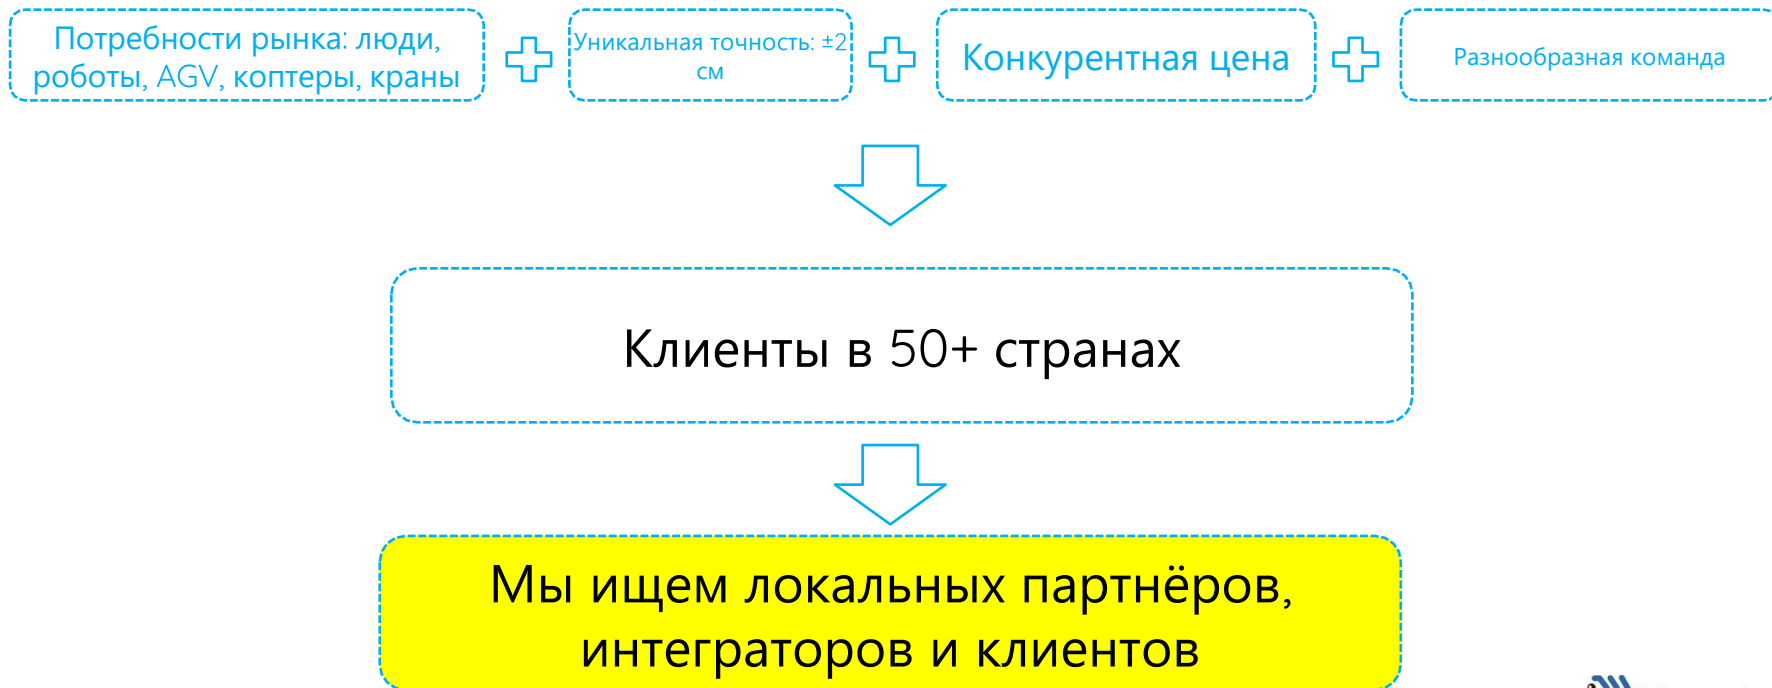 Потребности рынка: люди,
роботы, AGV, коптеры, краны
Уникальная точность: ±2
см
Конкурентная цена
Разнообразная команда
Клиенты в 50+ странах
Мы ищем локальных партнёров,
интеграторов и клиентов